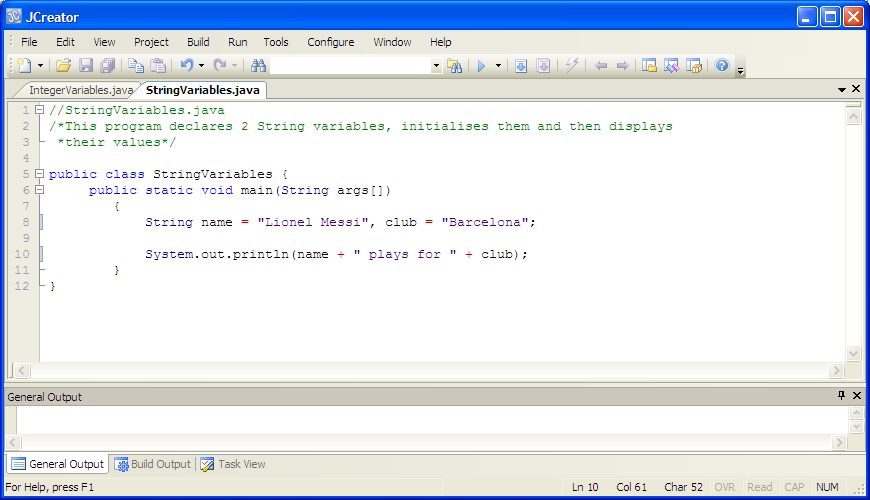 JCreator
File Edit View Project Build Run Tools Configure Window Help
IntegerVariables.java StringVariables.java
1 //StringVariables.java
2 /*This program declares 2 String variables, initialises them and then displays
3 *their values*/
4
5 public class StringVariables {
6 public static void main(String args[])
7 {
8 String name = "Lionel Messi", club = "Barcelona";
9
10 System.out.println(name + " plays for " + club);
11 }
12 }
General Output
General Output Build Output Task View
For Help, press F1 Ln 10 Col 61 Char 52 OVR Read CAP NUM